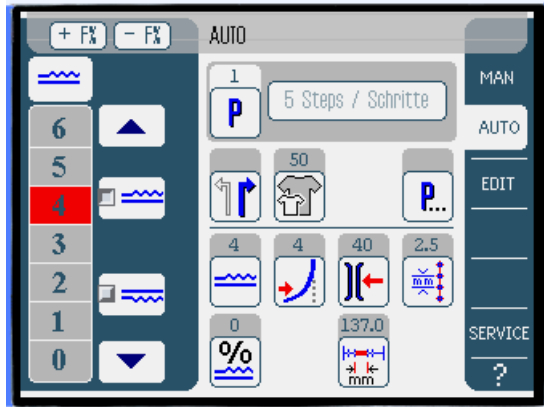 + F% - F% AUTO
1
P 5 Steps / Schritte
MAN
AUTO
EDIT
SERVICE
?
6
5
4
3
2
1
0
50
P...
4 4 40 2.5
mm
0 137.0
%
mm